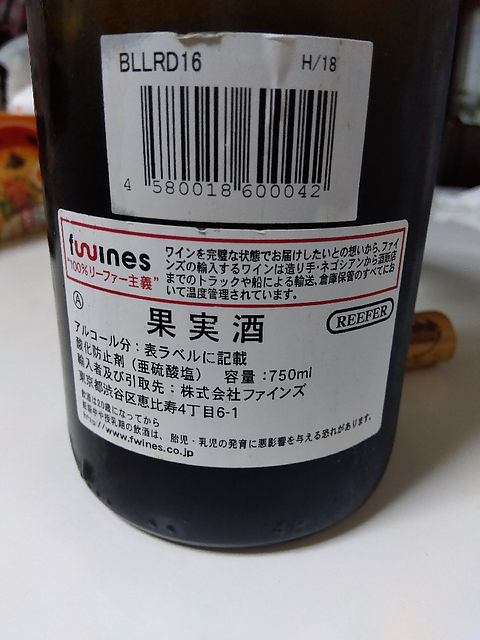 BLLRD16 H/18
4 580018 600042
fwines
"100%リーファー主義"
ワインを完璧な状態でお届けしたいとの想いから、ファイ
ンズの輸入するワインは造り手・ネゴシアンから酒販店
までのトラックや船による輸送、倉庫保管のすべてにお
いて温度管理されています。
A
果実酒
REEFER
アルコール分：表ラベルに記載
酸化防止剤（亜硫酸塩） 容量：750ml
輸入者及び引取先：株式会社ファインズ
東京都渋谷区恵比寿4丁目6-1
飲酒は20歳になってから
妊娠中や授乳期の飲酒は、胎児・乳児の発育に悪影響を与える恐れがあります。
http://www.fwines.co.jp